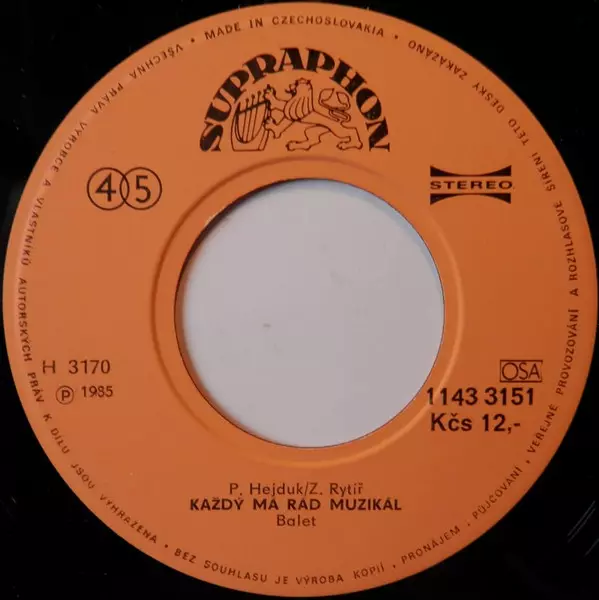 MADE IN CZECHOSLOVAKIA · VŠECHNA PRÁVA VÝROBCE A VLASTNÍKŮ AUTORSKÝCH PRÁV K DÍLU JSOU VYHRAZENA · BEZ SOUHLASU JE VÝROBA KOPIÍ · PRONÁJEM · PŮJČOVÁNÍ · VEŘEJNÉ PROVOZOVÁNÍ A ROZHLASOVÉ ŠÍŘENÍ TÉTO DESKY ZAKÁZÁNO
SUPRAPHON
45
STEREO
H 3170
Ⓟ 1985
OSA
1143 3151
Kčs 12,-
P. Hejduk/Z. Rytíř
KAŽDÝ MÁ RÁD MUZIKÁL
Balet